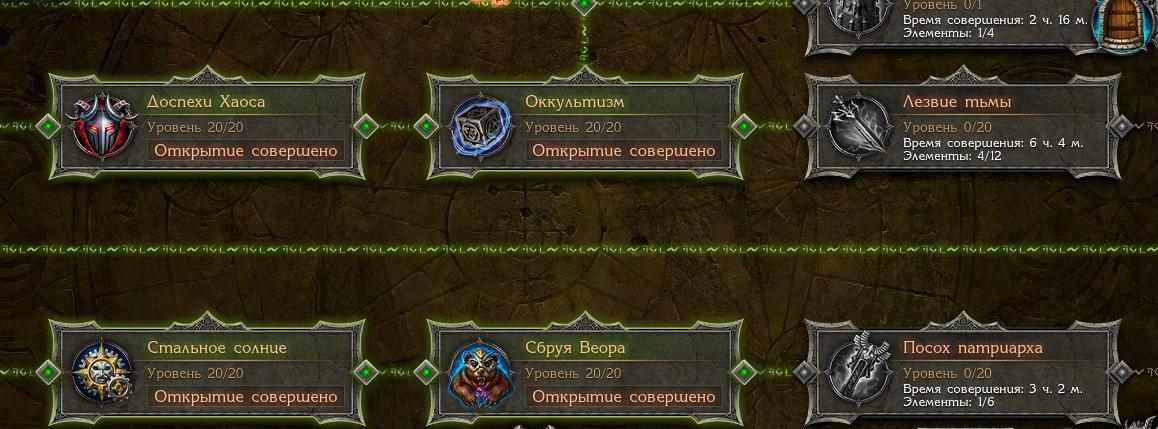 Уровень 0/1
Время совершения: 2 ч. 16 м.
Элементы: 1/4
Доспехи Хаоса
Уровень 20/20
Открытие совершено
Оккультизм
Уровень 20/20
Открытие совершено
Лезвие тьмы
Уровень 0/20
Время совершения: 6 ч. 4 м.
Элементы: 4/12
Стальное солнце
Уровень 20/20
Открытие совершено
Сбруя Веора
Уровень 20/20
Открытие совершено
Посох патриарха
Уровень 0/20
Время совершения: 3 ч. 2 м.
Элементы: 1/6